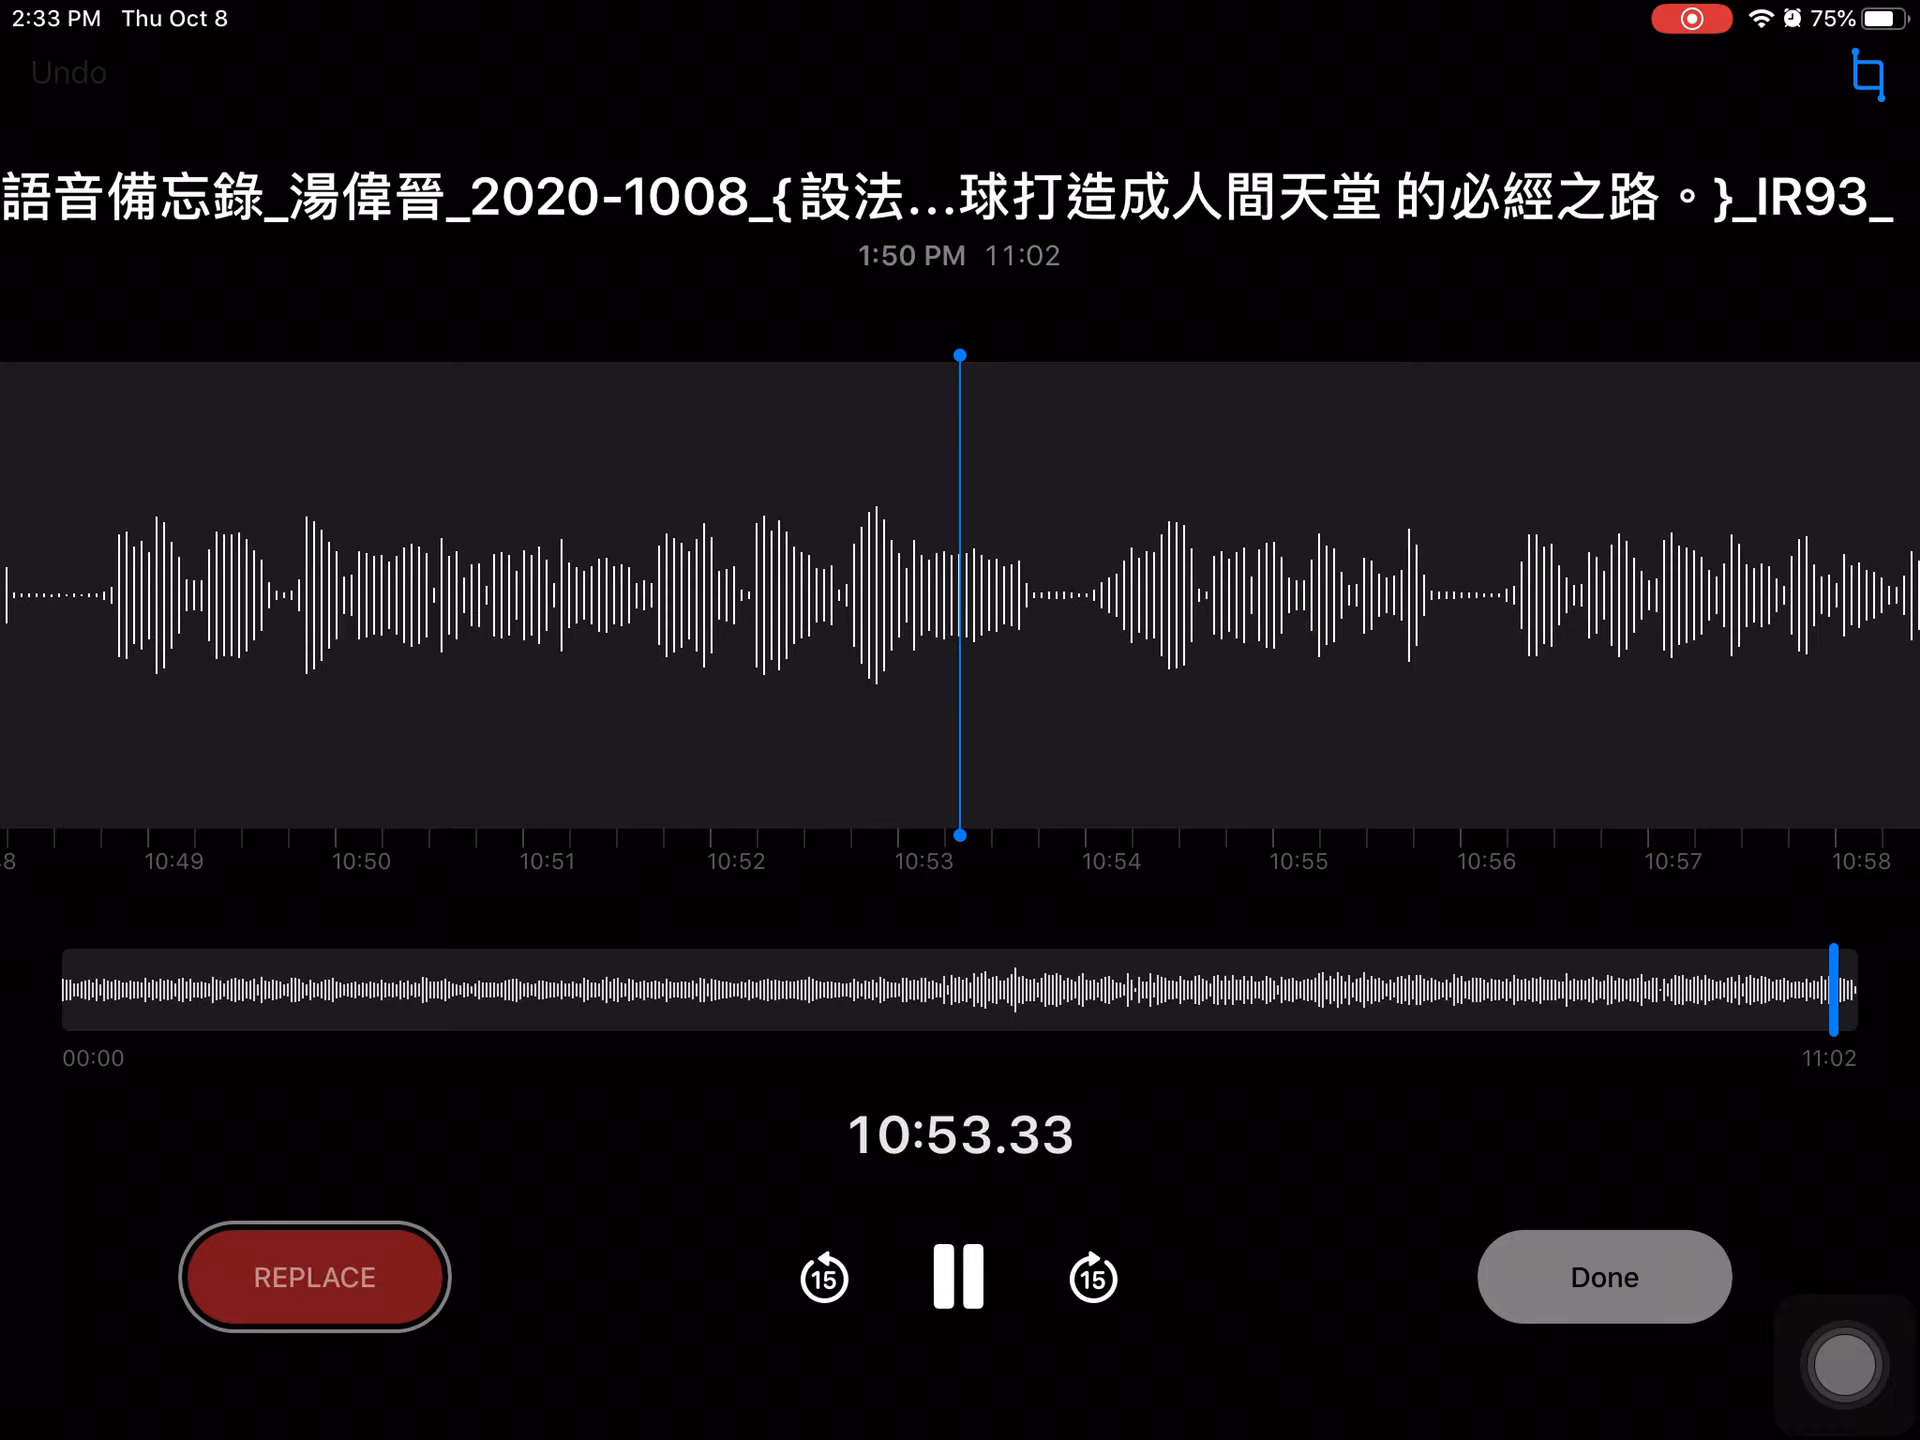 2:33 PM Thu Oct 8 75%
Undo
語音備忘錄_湯偉晉_2020-1008_{設法...球打造成人間天堂 的必經之路。}_IR93_
1:50 PM 11:02
8 10:49 10:50 10:51 10:52 10:53 10:54 10:55 10:56 10:57 10:58
00:00 11:02
10:53.33
REPLACE 15 15 Done